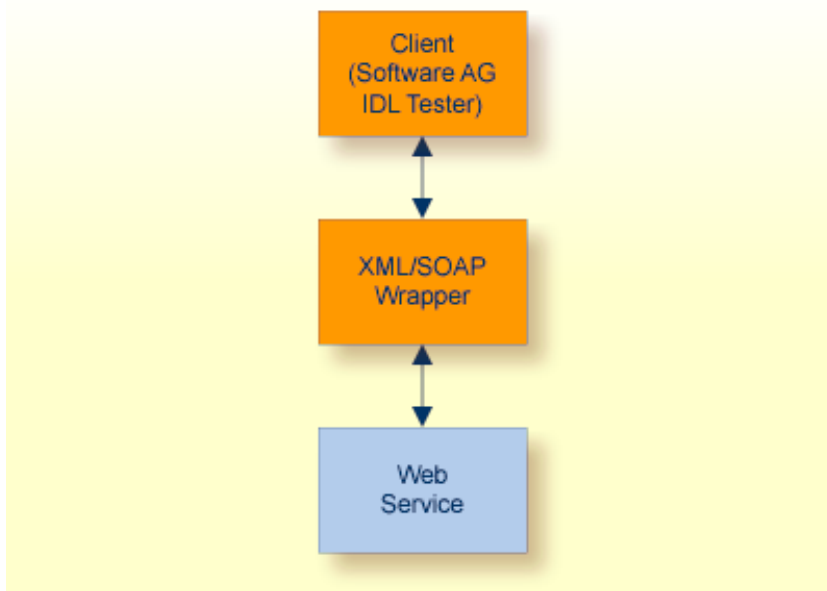 Client
(Software AG
IDL Tester)
XML/SOAP
Wrapper
Web
Service